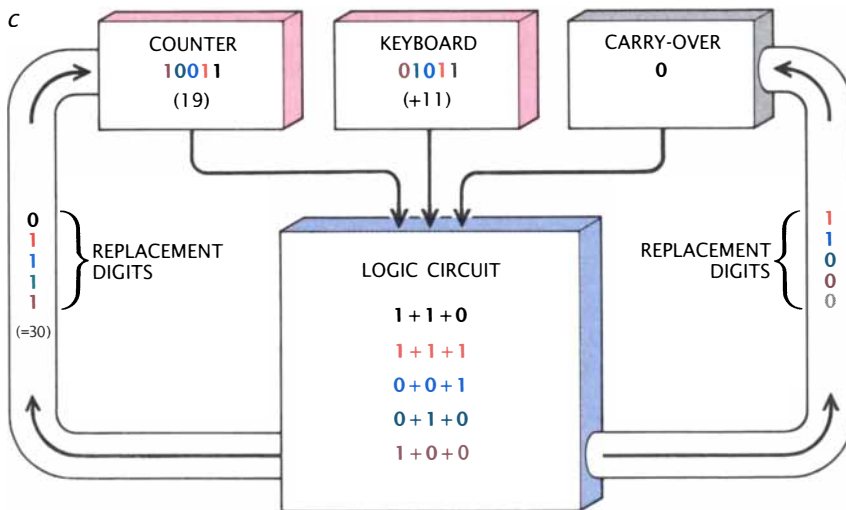 C
COUNTER
10011
(19)
KEYBOARD
01011
(+11)
CARRY-OVER
0
0
1
1
1
1
(=30)
REPLACEMENT
DIGITS
LOGIC CIRCUIT
1+1+0
1+1+1
0+0+1
0+1+0
1+0+0
REPLACEMENT
DIGITS
1
1
0
0
0